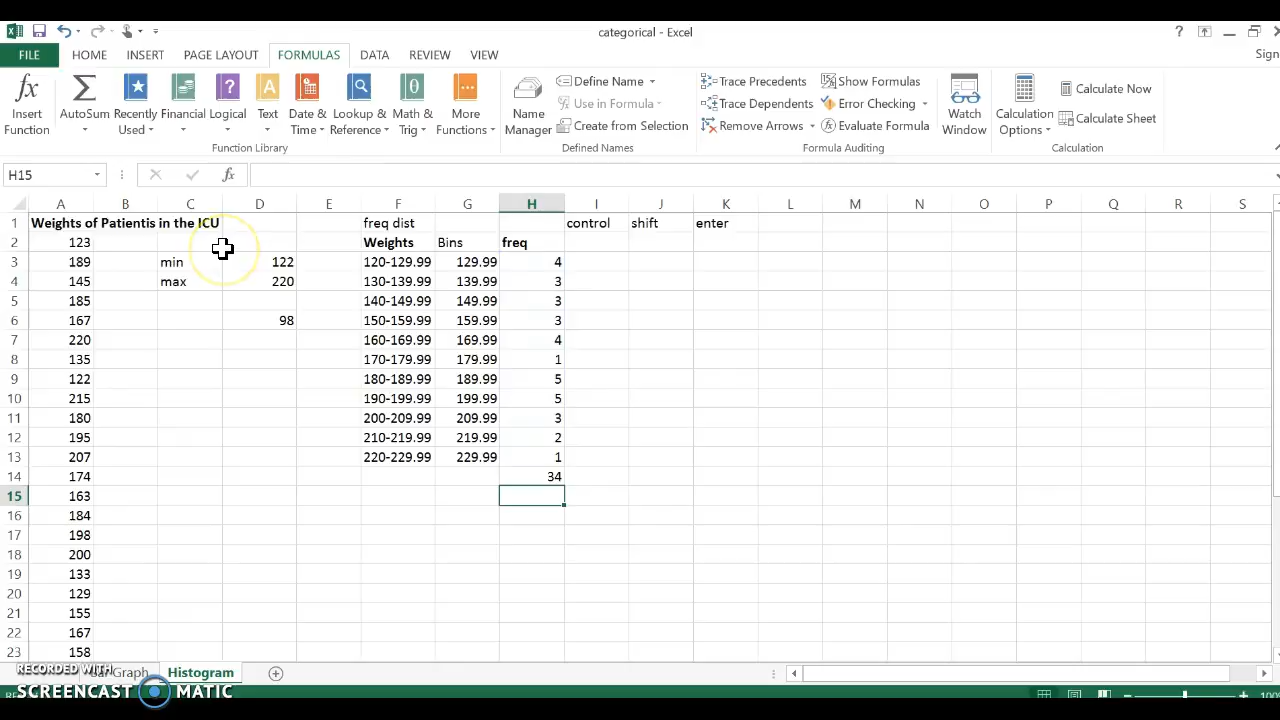 categorical - Excel
Sign
FILE HOME INSERT PAGE LAYOUT FORMULAS DATA REVIEW VIEW
Insert Function
AutoSum
Recently Used
Financial
Logical
Text
Date & Time
Lookup & Reference
Math & Trig
More Functions
Function Library
Name Manager
Define Name
Use in Formula
Create from Selection
Defined Names
Trace Precedents
Trace Dependents
Remove Arrows
Show Formulas
Error Checking
Evaluate Formula
Formula Auditing
Watch Window
Calculation Options
Calculate Now
Calculate Sheet
Calculation
H15 fx
A B C D E F G H I J K L M N O P Q R S
1 Weights of Patientis in the ICU freq dist control shift enter
2 123 Weights Bins freq
3 189 min 122 120-129.99 129.99 4
4 145 max 220 130-139.99 139.99 3
5 185 140-149.99 149.99 3
6 167 98 150-159.99 159.99 3
7 220 160-169.99 169.99 4
8 135 170-179.99 179.99 1
9 122 180-189.99 189.99 5
10 215 190-199.99 199.99 5
11 180 200-209.99 209.99 3
12 195 210-219.99 219.99 2
13 207 220-229.99 229.99 1
14 174 34
15 163
16 184
17 198
18 200
19 133
20 129
21 155
22 167
23 158
Graph Histogram
RECORDED WITH
SCREENCAST MATIC
100%